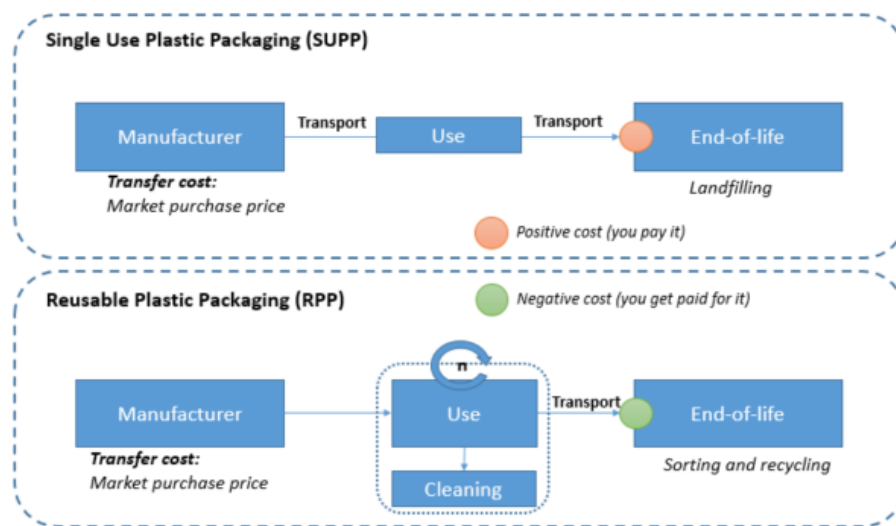 Single Use Plastic Packaging (SUPP)
Manufacturer
Transport
Use
Transport
End-of-life
Transfer cost:
Market purchase price
Landfilling
Positive cost (you pay it)
Reusable Plastic Packaging (RPP)
Negative cost (you get paid for it)
n
Manufacturer
Use
Transport
End-of-life
Transfer cost:
Market purchase price
Sorting and recycling
Cleaning